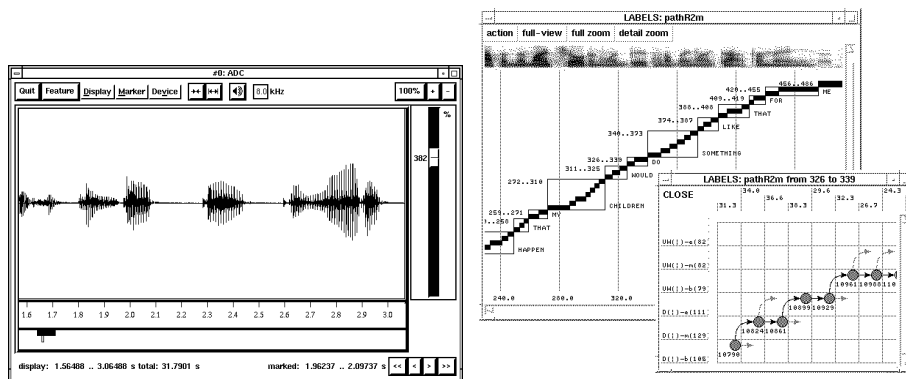 #0: ADC
Quit Feature Display Marker Device 8.0 kHz 100% + -
%
382
1.6 1.7 1.8 1.9 2.0 2.1 2.2 2.3 2.4 2.5 2.6 2.7 2.8 2.9 3.0
display: 1.56488 .. 3.06488 s total: 31.7901 s marked: 1.96237 .. 2.09737 s << < > >>
LABELS: pathR2m
action full-view full zoom detail zoom
456..486
ME
420..455
FOR
409..419
THAT
388..408
LIKE
374..387
SOMETHING
340..373
DO
326..339
WOULD
311..325
CHILDREN
272..310
MY
259..271
THAT
HAPPEN
240.0 280.0 320.0
LABELS: pathR2m from 326 to 339
CLOSE
34.0 29.6 24.3
36.6 32.3
31.3 38.3 26.7
10961 10980 110
10899 10929
10824 10861
10790